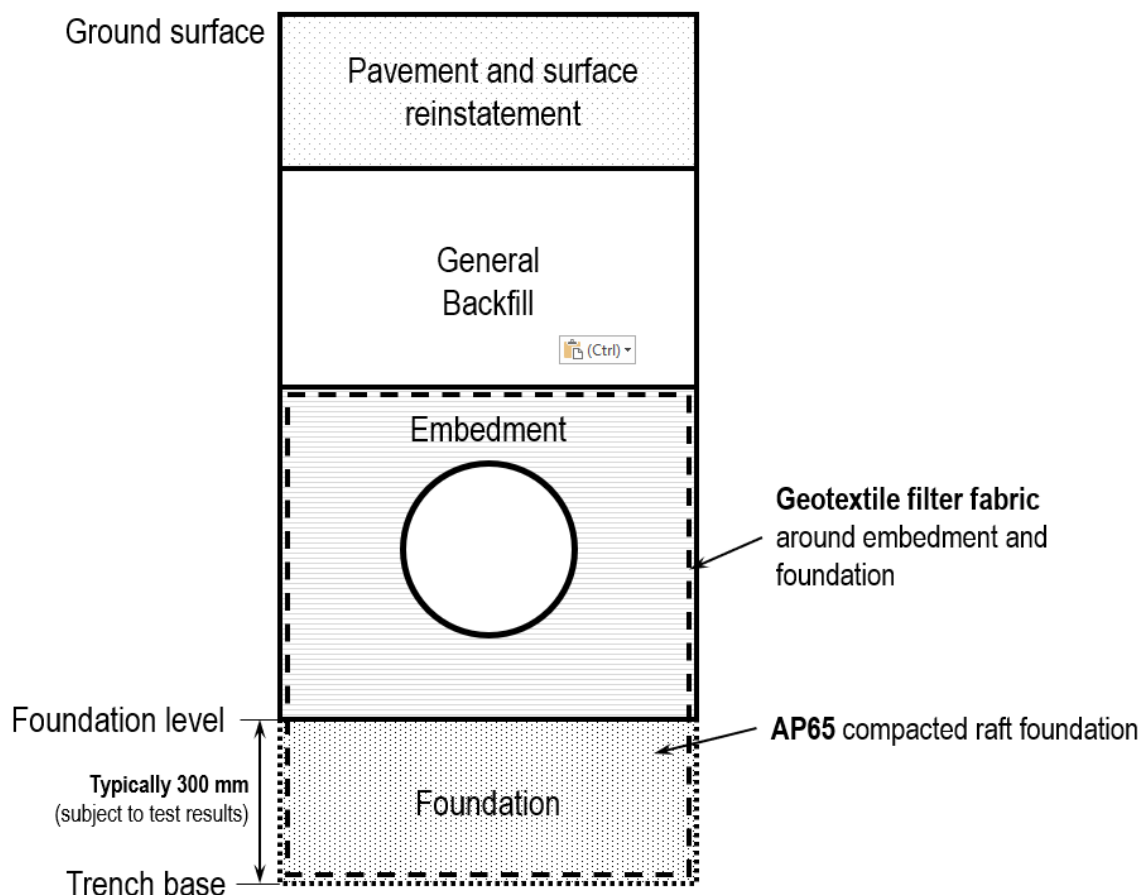 Ground surface
Pavement and surface
reinstatement
General
Backfill
(Ctrl)
Embedment
Geotextile filter fabric
around embedment and
foundation
Foundation level
AP65 compacted raft foundation
Typically 300 mm
(subject to test results)
Foundation
Trench base